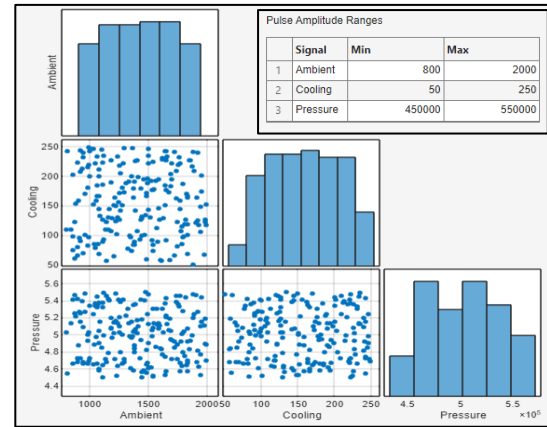 Pulse Amplitude Ranges
Signal Min Max
1 Ambient 800 2000
2 Cooling 50 250
3 Pressure 450000 550000
Ambient
250
200
150
100
50
Cooling
5.6
5.4
5.2
5
4.8
4.6
4.4
Pressure
1000 1500 2000
50 100 150 200 250
4.5 5 5.5
×10⁵
Ambient Cooling Pressure